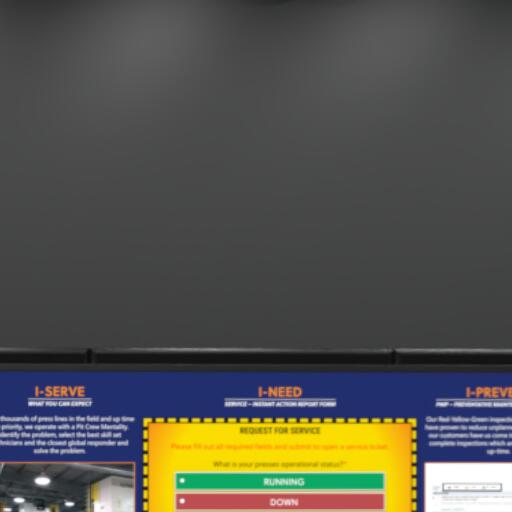 I-SERVE
WHAT YOU CAN EXPECT
thousands of press lines in the field and up time
priority, we operate with a Pit Crew Mentality.
identify the problem, select the best skill set
hnicians and the closed global responder and
solve the problem.
I-NEED
SERVICE – INSTANT ACTION REPORT FORM
REQUEST FOR SERVICE
Please fill out all required fields and submit to open a service ticket.
What is your presses operational status?*
RUNNING
DOWN
I-PREVE
PMP – PREVENTATIVE MAINT
Our Red-Yellow-Green inspect
have proven to reduce unplann
our customers have us come
complete inspections which
up-time.